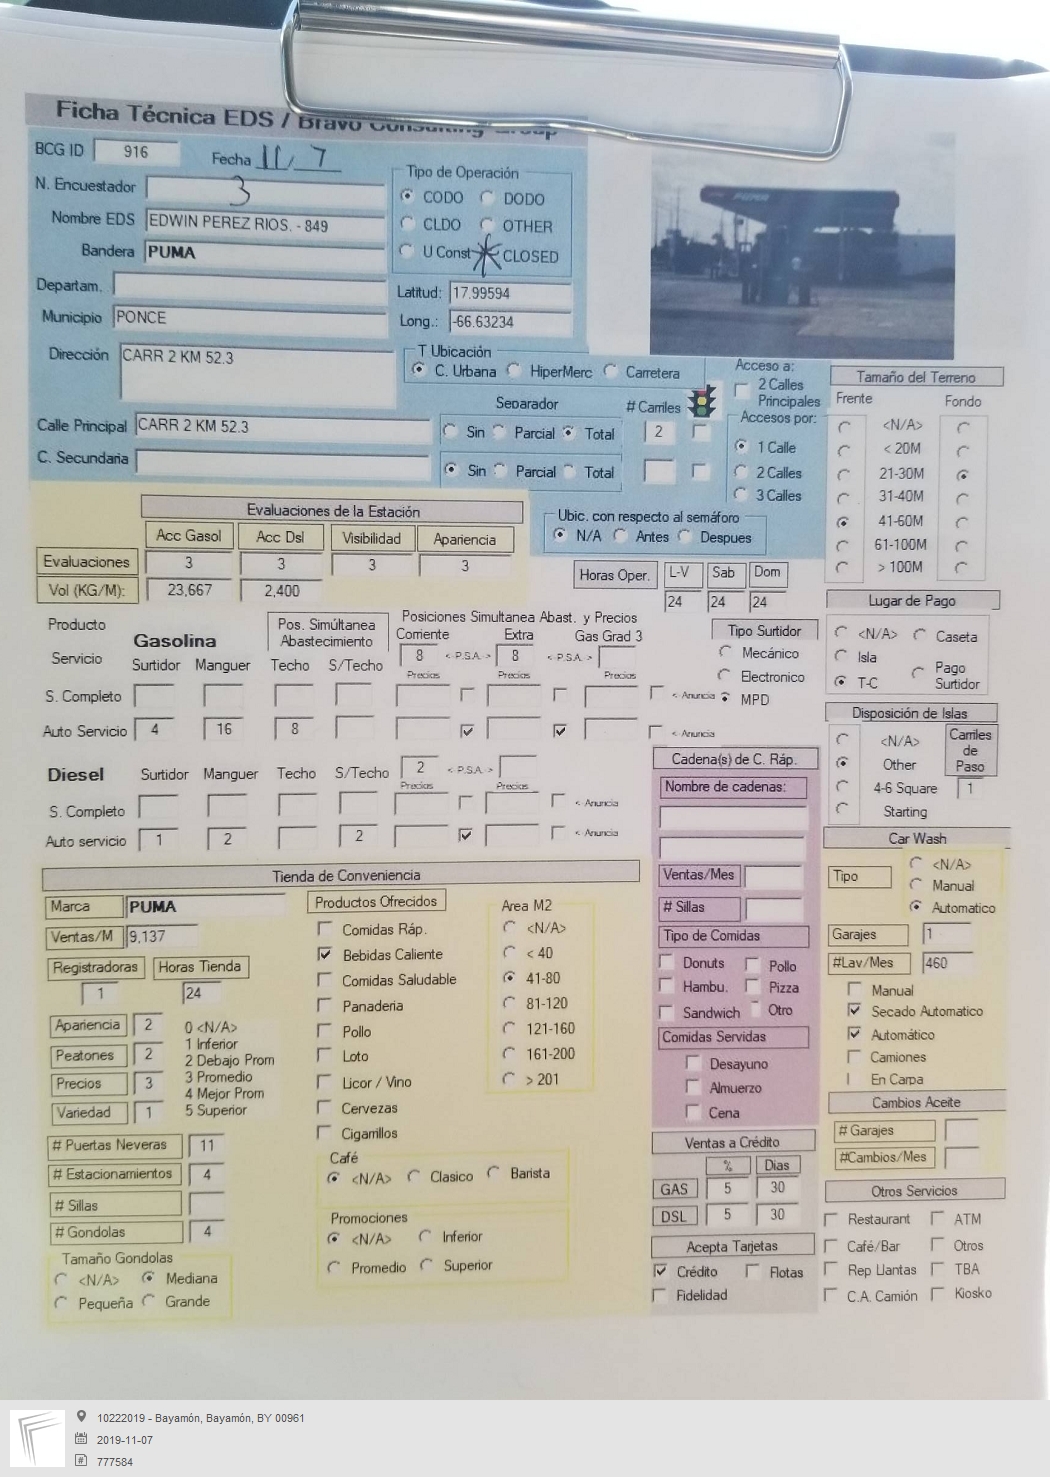 Ficha Técnica EDS / Bravo Consulting Group
BCG ID 916 Fecha 11/7
N. Encuestador 3
Nombre EDS EDWIN PEREZ RIOS. - 849
Bandera PUMA
Departam.
Municipio PONCE
Dirección CARR 2 KM 52.3
Tipo de Operación
CODO DODO
CLDO OTHER
U Const CLOSED
Latitud: 17.99594
Long.: -66.63234
T Ubicación
C. Urbana HiperMerc Carretera
Separador # Carriles
Calle Principal CARR 2 KM 52.3 Sin Parcial Total 2
C. Secundaria Sin Parcial Total
Acceso a:
2 Calles
Principales
Accesos por:
1 Calle
2 Calles
3 Calles
Tamaño del Terreno
Frente Fondo
<N/A>
< 20M
21-30M
31-40M
41-60M
61-100M
> 100M
Evaluaciones de la Estación
Acc Gasol Acc Dsl Visibilidad Apariencia
Evaluaciones 3 3 3 3
Vol (KG/M): 23,667 2,400
Ubic. con respecto al semáforo
N/A Antes Despues
Horas Oper. L-V Sab Dom
24 24 24
Lugar de Pago
<N/A> Caseta
Isla
T-C
Pago
Surtidor
Producto
Servicio
Gasolina
Pos. Simúltanea
Abastecimiento
Posiciones Simultanea Abast. y Precios
Corriente Extra Gas Grad 3
8 <-P.S.A.-> 8 <-P.S.A.->
Surtidor Manguer Techo S/Techo Precios Precios Precios
S. Completo <- Anuncia
Auto Servicio 4 16 8 <- Anuncia
Tipo Surtidor
Mecánico
Electronico
MPD
Disposición de Islas
<N/A>
Other
4-6 Square
Starting
Carriles
de
Paso
1
Diesel Surtidor Manguer Techo S/Techo 2 <-P.S.A.->
Precios Precios
S. Completo <- Anuncia
Auto servicio 1 2 2 <- Anuncia
Cadena(s) de C. Ráp.
Nombre de cadenas:
Ventas/Mes
# Sillas
Tipo de Comidas
Donuts Pollo
Hambu. Pizza
Sandwich Otro
Comidas Servidas
Desayuno
Almuerzo
Cena
Car Wash
Tipo
<N/A>
Manual
Automatico
Garajes 1
#Lav/Mes 460
Manual
Secado Automatico
Automático
Camiones
En Carpa
Cambios Aceite
# Garajes
#Cambios/Mes
Tienda de Conveniencia
Marca PUMA
Ventas/M 9,137
Registradoras Horas Tienda
1 24
Apariencia 2
Peatones 2
Precios 3
Variedad 1
0 <N/A>
1 Inferior
2 Debajo Prom
3 Promedio
4 Mejor Prom
5 Superior
# Puertas Neveras 11
# Estacionamientos 4
# Sillas
# Gondolas 4
Tamaño Gondolas
<N/A> Mediana
Pequeña Grande
Productos Ofrecidos
Comidas Ráp.
Bebidas Caliente
Comidas Saludable
Panaderia
Pollo
Loto
Licor / Vino
Cervezas
Cigarrillos
Area M2
<N/A>
< 40
41-80
81-120
121-160
161-200
> 201
Café
<N/A> Clasico Barista
Promociones
<N/A> Inferior
Promedio Superior
Ventas a Crédito
% Dias
GAS 5 30
DSL 5 30
Acepta Tarjetas
Crédito Flotas
Fidelidad
Otros Servicios
Restaurant ATM
Café/Bar Otros
Rep Llantas TBA
C.A. Camión Kiosko
10222019 - Bayamón, Bayamón, BY 00961
2019-11-07
777584